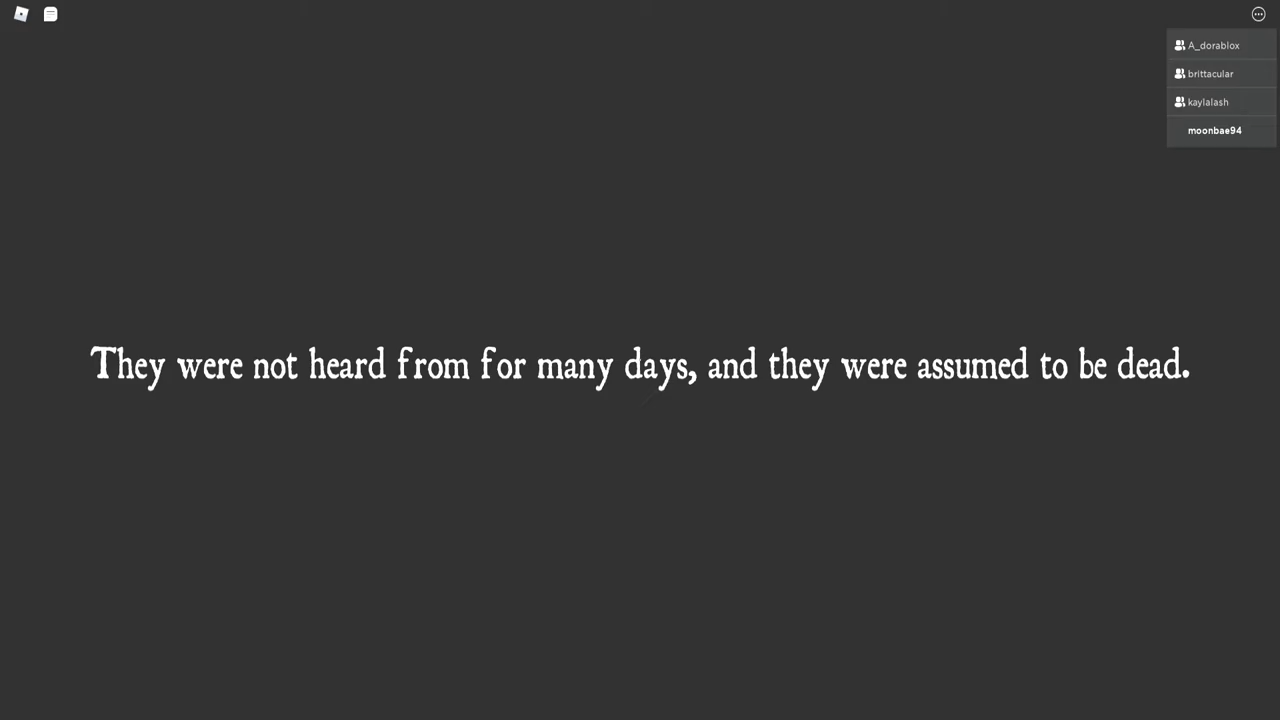 A_dorablox
brittacular
kaylalash
moonbae94
They were not heard from for many days, and they were assumed to be dead.